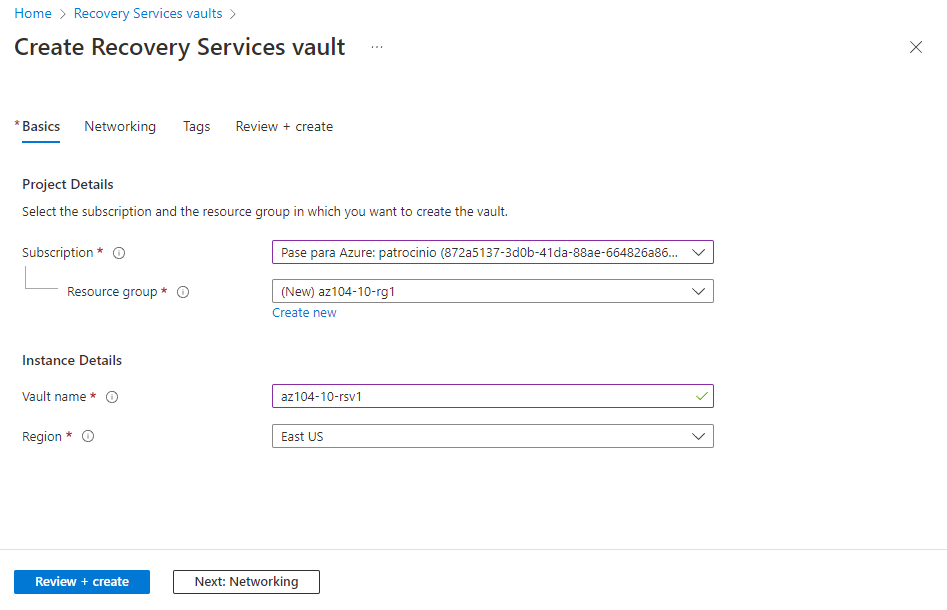 Home > Recovery Services vaults >
Create Recovery Services vault ...
* Basics Networking Tags Review + create
Project Details
Select the subscription and the resource group in which you want to create the vault.
Subscription * Pase para Azure: patrocinio (872a5137-3d0b-41da-88ae-664826a86...
Resource group * (New) az104-10-rg1
Create new
Instance Details
Vault name * az104-10-rsv1
Region * East US
Review + create Next: Networking